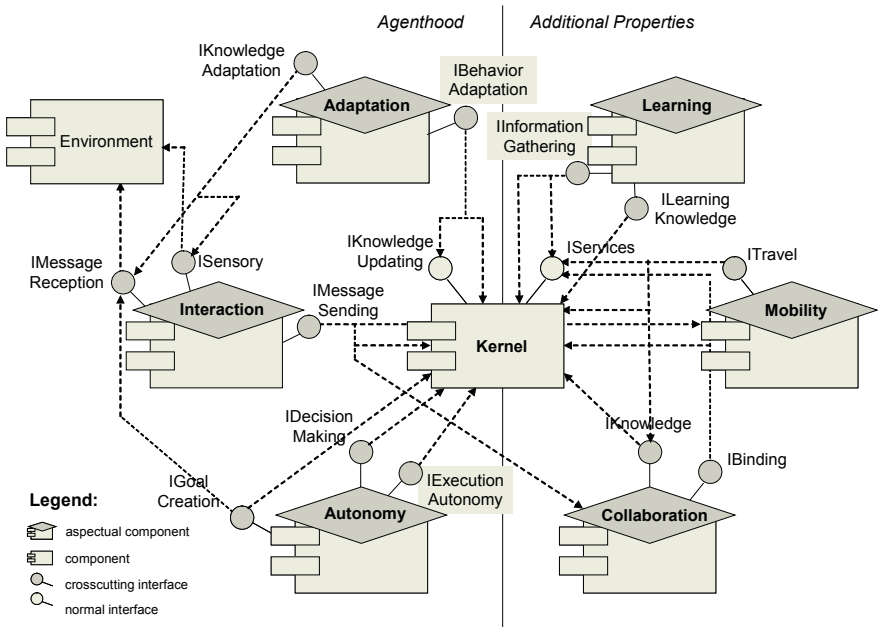 Agenthood
Additional Properties
IKnowledge
Adaptation
IBehavior
Adaptation
Adaptation
Learning
IInformation
Gathering
Environment
ILearning
Knowledge
IMessage
Reception
ISensory
IKnowledge
Updating
IServices
ITravel
Interaction
IMessage
Sending
Kernel
Mobility
IDecision
Making
IKnowledge
IBinding
IGoal
Creation
IExecution
Autonomy
Autonomy
Collaboration
Legend:
aspectual component
component
crosscutting interface
normal interface